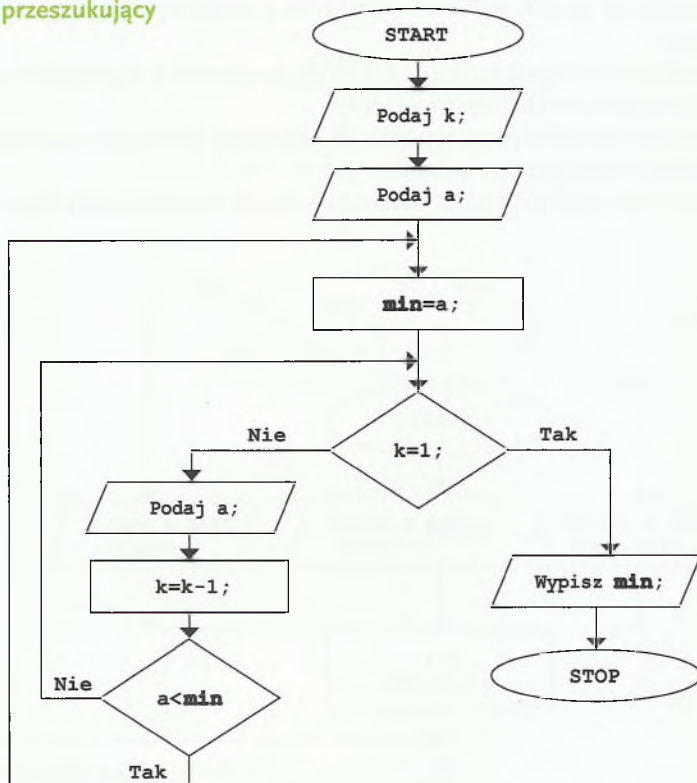 przeszukujący
START
Podaj k;
Podaj a;
min=a;
k=1;
Nie
Tak
Podaj a;
k=k-1;
Wypisz min;
a<min
Nie
STOP
Tak